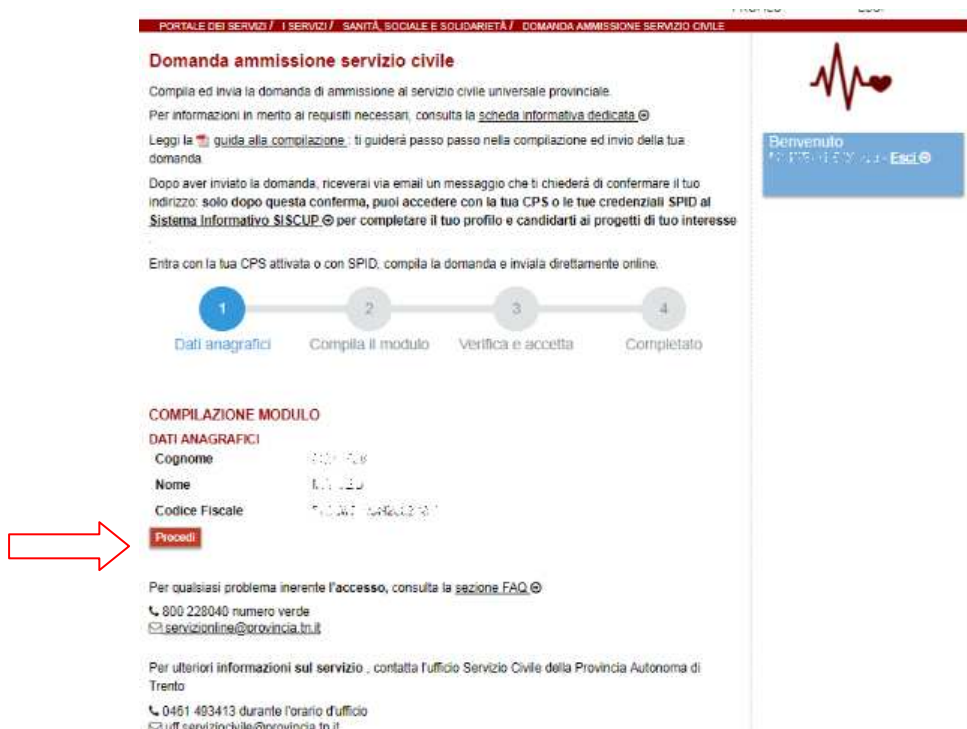 PORTALE DEI SERVIZI / I SERVIZI / SANITÀ, SOCIALE E SOLIDARIETÀ / DOMANDA AMMISSIONE SERVIZIO CIVILE
Domanda ammissione servizio civile
Compila ed invia la domanda di ammissione al servizio civile universale provinciale.
Per informazioni in merito ai requisiti necessari, consulta la scheda informativa dedicata
Leggi la guida alla compilazione : ti guiderà passo passo nella compilazione ed invio della tua
domanda.
Dopo aver inviato la domanda, riceverai via email un messaggio che ti chiederà di confermare il tuo
indirizzo: solo dopo questa conferma, puoi accedere con la tua CPS o le tue credenziali SPID al
Sistema Informativo SISCUP per completare il tuo profilo e candidarti ai progetti di tuo interesse
.
Entra con la tua CPS attivata o con SPID, compila la domanda e inviala direttamente online.
1 2 3 4
Dati anagrafici Compila il modulo Verifica e accetta Completato
COMPILAZIONE MODULO
DATI ANAGRAFICI
Cognome
Nome
Codice Fiscale
Procedi
Per qualsiasi problema inerente l'accesso, consulta la sezione FAQ
800 228040 numero verde
servizionline@provincia.tn.it
Per ulteriori informazioni sul servizio , contatta l'ufficio Servizio Civile della Provincia Autonoma di
Trento
0461 493413 durante l'orario d'ufficio
uff.serviziocivile@provincia.tn.it
Benvenuto
Esci